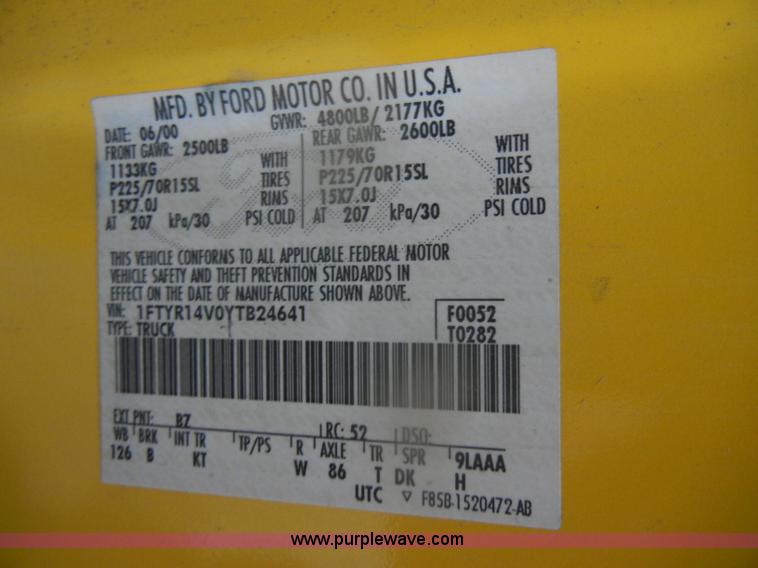 MFD. BY FORD MOTOR CO. IN U.S.A.
DATE: 06/00 GVWR: 4800LB/ 2177KG
FRONT GAWR: 2500LB REAR GAWR: 2600LB
1133KG WITH 1179KG WITH
P225/70R15SL TIRES P225/70R15SL TIRES
15X7.0J RIMS 15X7.0J RIMS
AT 207 kPa/30 PSI COLD AT 207 kPa/30 PSI COLD
THIS VEHICLE CONFORMS TO ALL APPLICABLE FEDERAL MOTOR
VEHICLE SAFETY AND THEFT PREVENTION STANDARDS IN
EFFECT ON THE DATE OF MANUFACTURE SHOWN ABOVE.
VIN: 1FTYR14V0YTB24641 F0052
TYPE: TRUCK T0282
EXT PNT: BZ RC: 52 DSO:
WB BRK INT TR TP/PS R AXLE TR SPR 9LAAA
126 B KT W 86 T DK H
UTC ▽ F85B-1520472-AB
www.purplewave.com